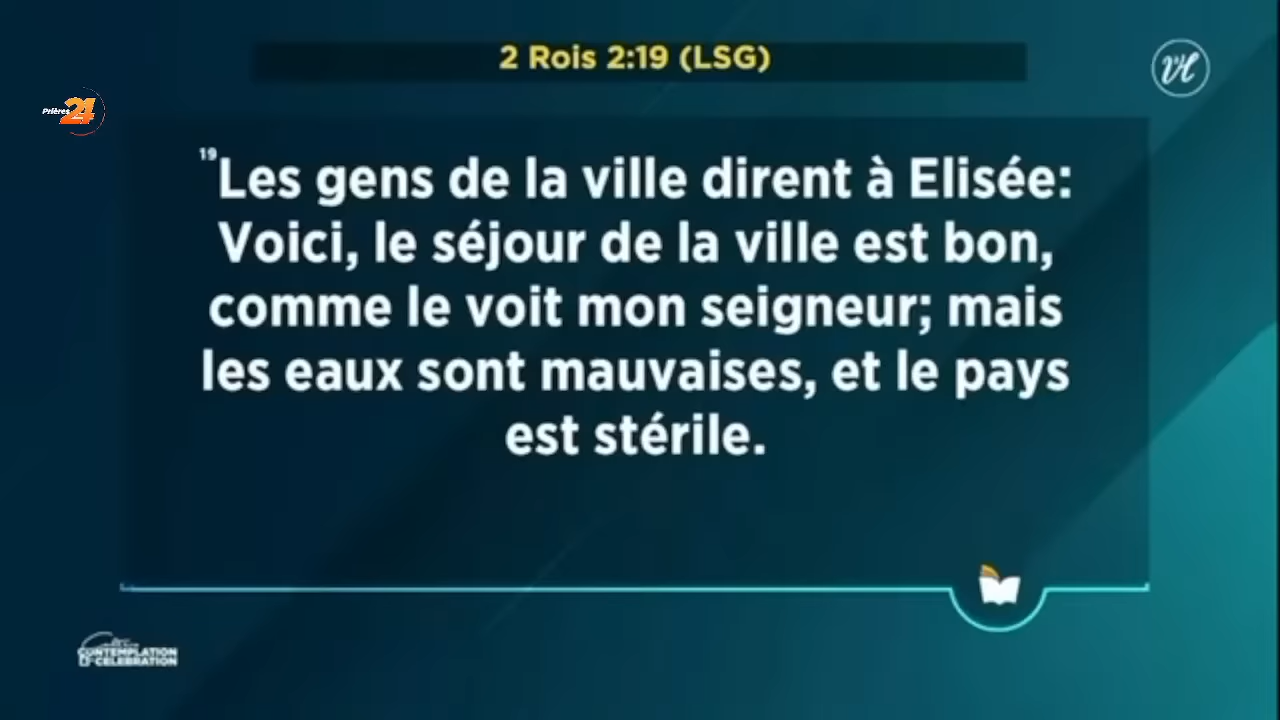 2 Rois 2:19 (LSG)
Prières 24
19 Les gens de la ville dirent à Elisée:
Voici, le séjour de la ville est bon,
comme le voit mon seigneur; mais
les eaux sont mauvaises, et le pays
est stérile.
CONTEMPLATION
CELEBRATION